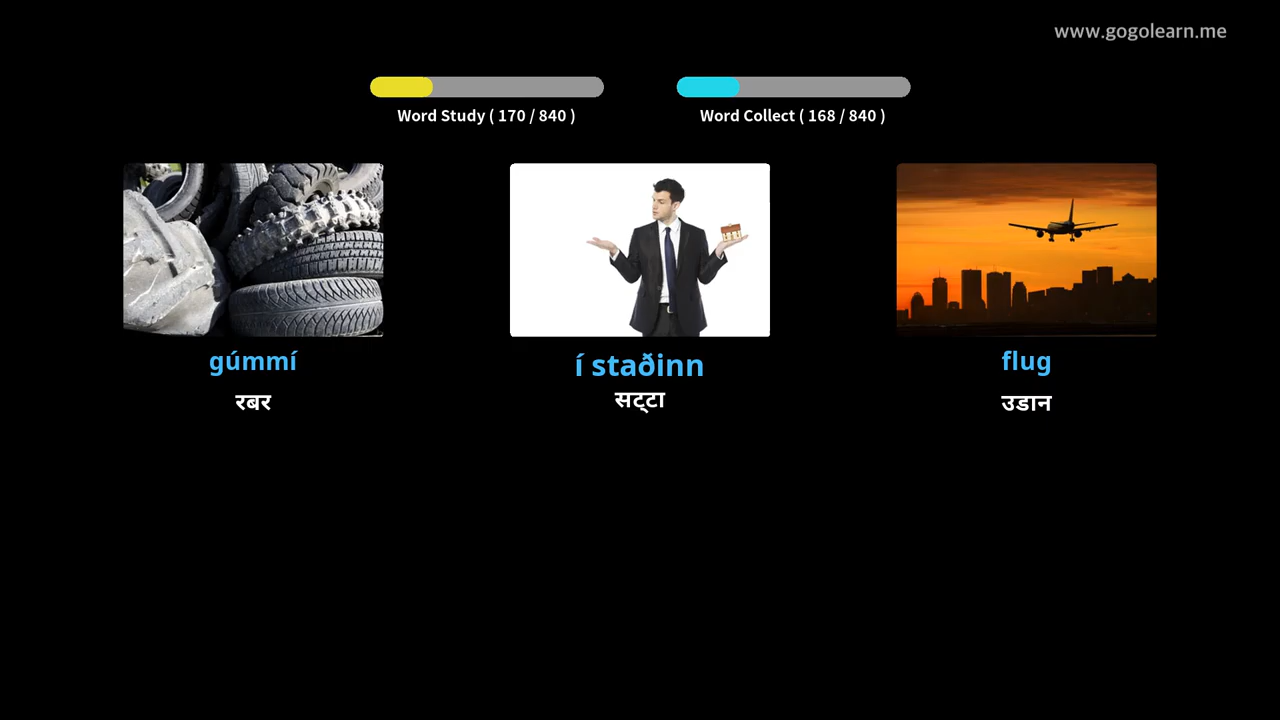 www.gogolearn.me
Word Study ( 170 / 840 )
Word Collect ( 168 / 840 )
gúmmí
í staðinn
flug
रबर
सट्टा
उडान